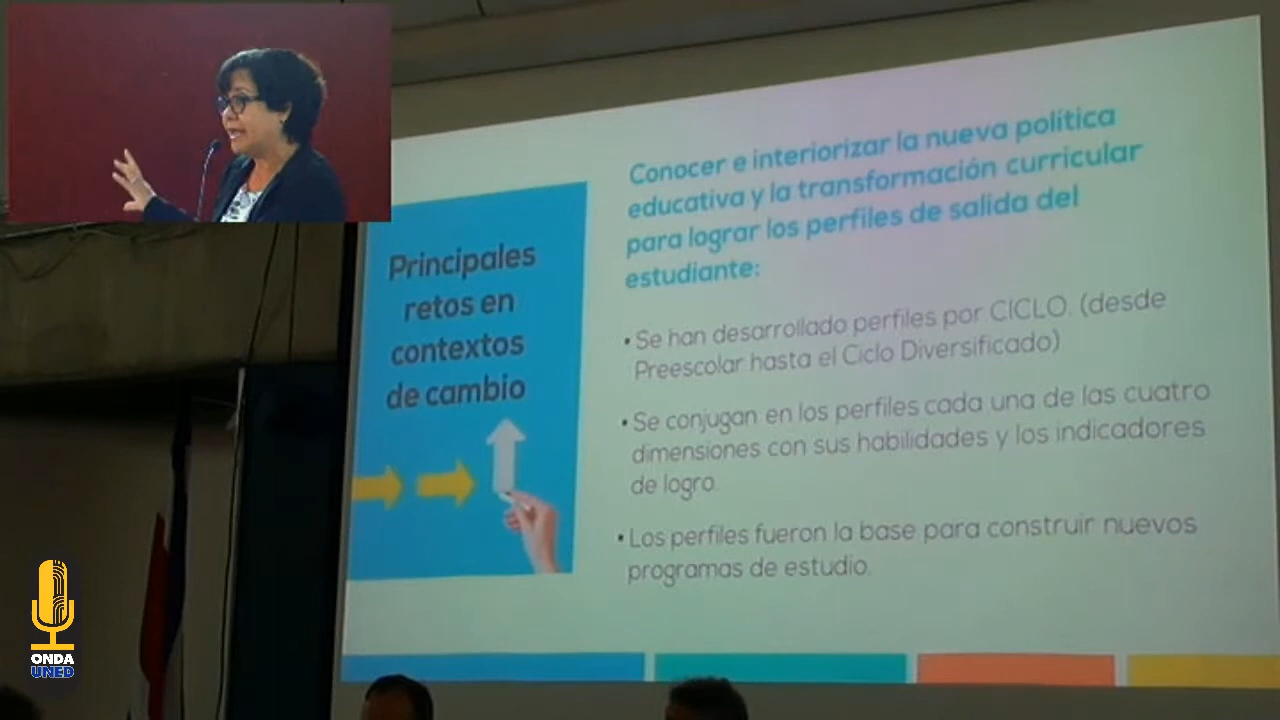 Principales
retos en
contextos
de cambio
Conocer e interiorizar la nueva política
educativa y la transformación curricular
para lograr los perfiles de salida del
estudiante:
• Se han desarrollado perfiles por CICLO. (desde
Preescolar hasta el Ciclo Diversificado)
• Se conjugan en los perfiles cada una de las cuatro
dimensiones con sus habilidades y los indicadores
de logro.
• Los perfiles fueron la base para construir nuevos
programas de estudio.
ONDA
UNED